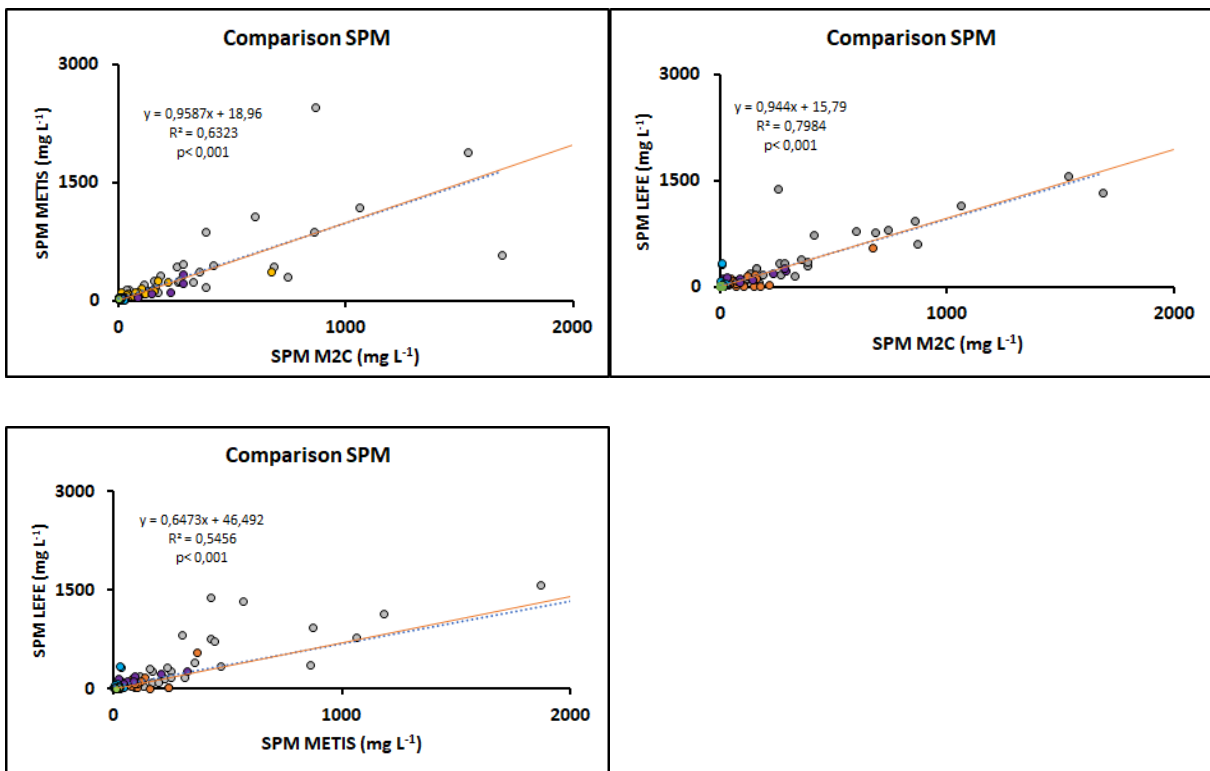 Comparison SPM
3000
y = 0,9587x + 18,96
R² = 0,6323
p< 0,001
SPM METIS (mg L⁻¹)
1500
0
0 1000 2000
SPM M2C (mg L⁻¹)
Comparison SPM
3000
y = 0,944x + 15,79
R² = 0,7984
p< 0,001
SPM LEFE (mg L⁻¹)
1500
0
0 1000 2000
SPM M2C (mg L⁻¹)
Comparison SPM
3000
y = 0,6473x + 46,492
R² = 0,5456
p< 0,001
SPM LEFE (mg L⁻¹)
1500
0
0 1000 2000
SPM METIS (mg L⁻¹)